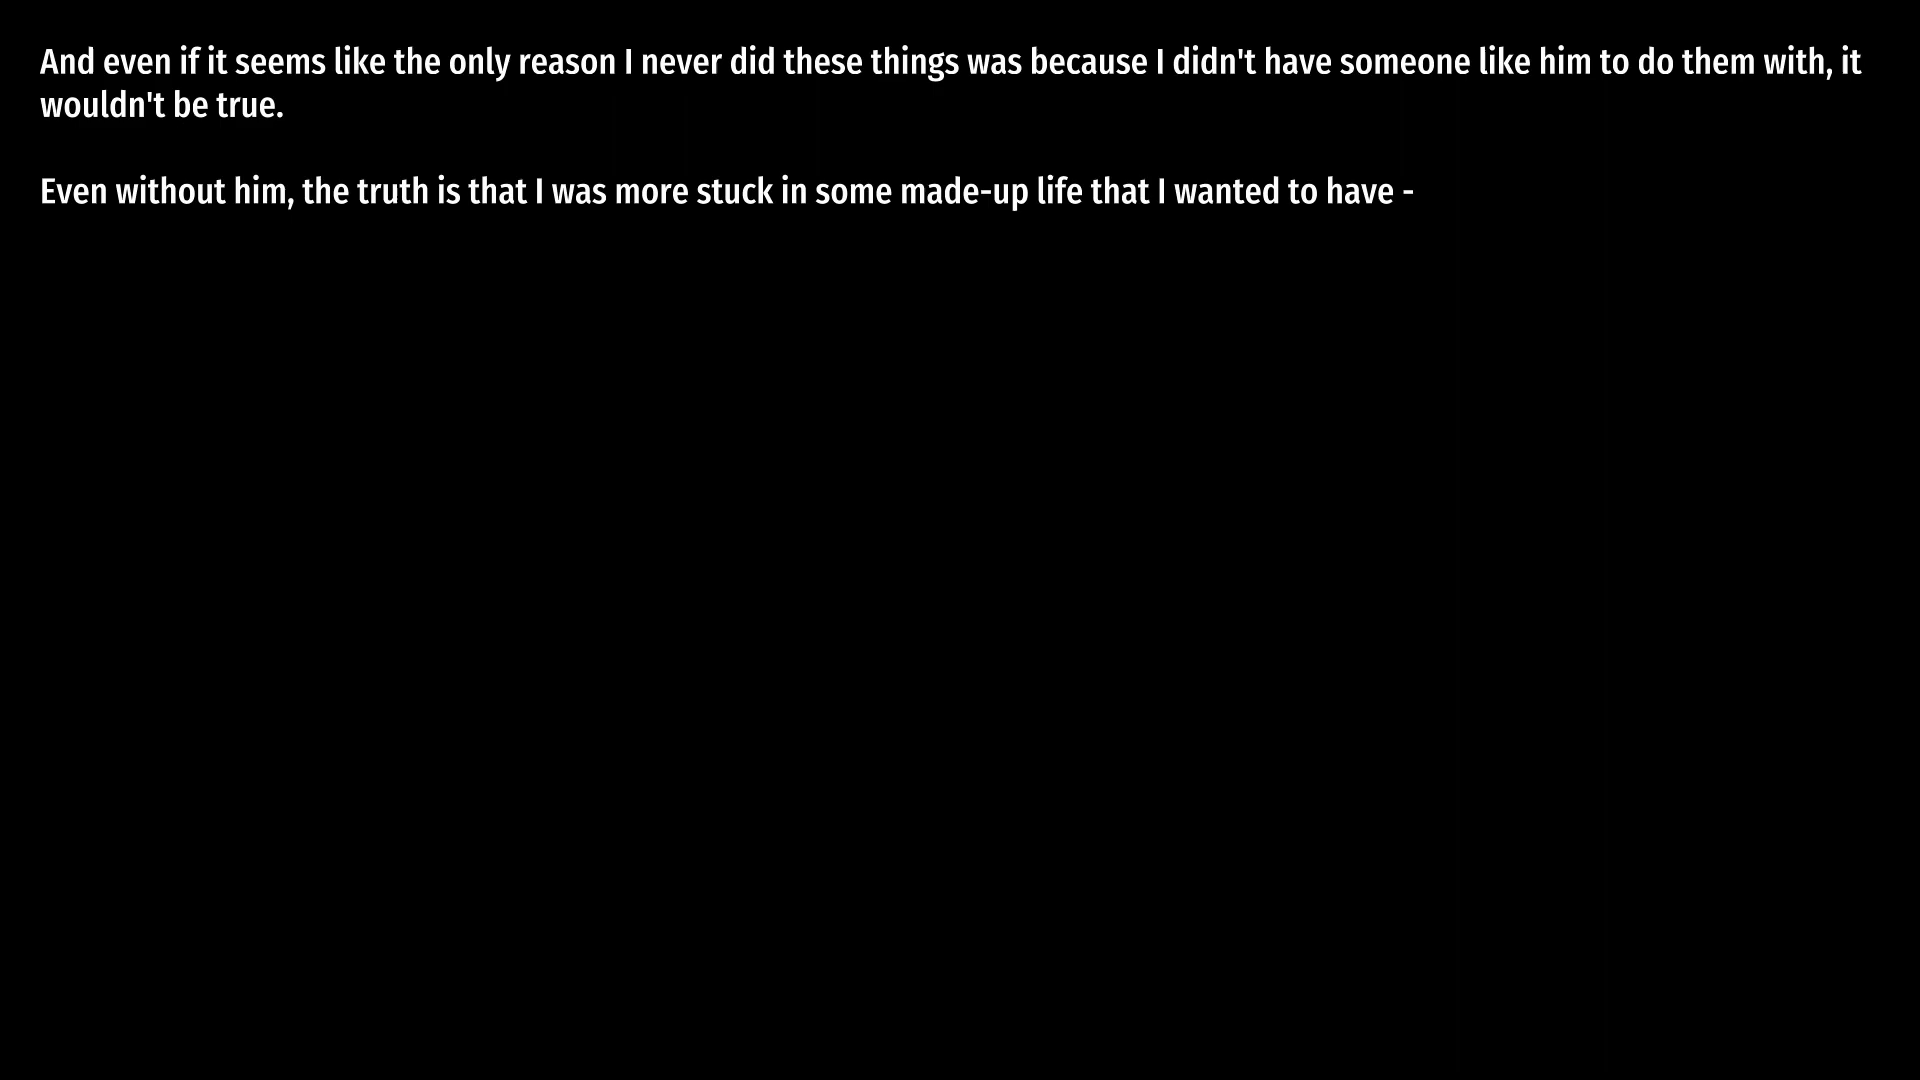 And even if it seems like the only reason I never did these things was because I didn't have someone like him to do them with, it
wouldn't be true.
Even without him, the truth is that I was more stuck in some made-up life that I wanted to have -